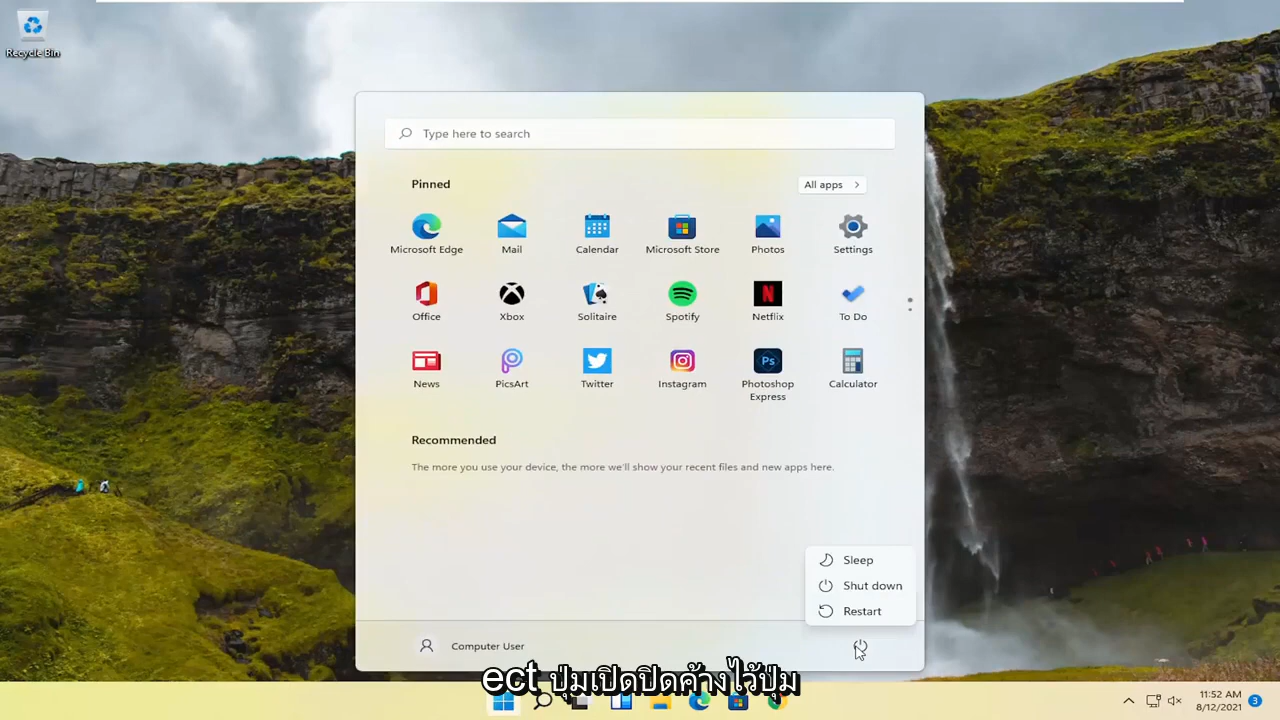 Recycle Bin
Type here to search
Pinned
All apps
Microsoft Edge
Mail
Calendar
Microsoft Store
Photos
Settings
Office
Xbox
Solitaire
Spotify
Netflix
To Do
News
PicsArt
Twitter
Instagram
Photoshop
Express
Calculator
Recommended
The more you use your device, the more we'll show your recent files and new apps here.
Sleep
Shut down
Restart
Computer User
ect ปุ่มเปิดปิดค้างไว้ปุ่ม
11:52 AM
8/12/2021
3